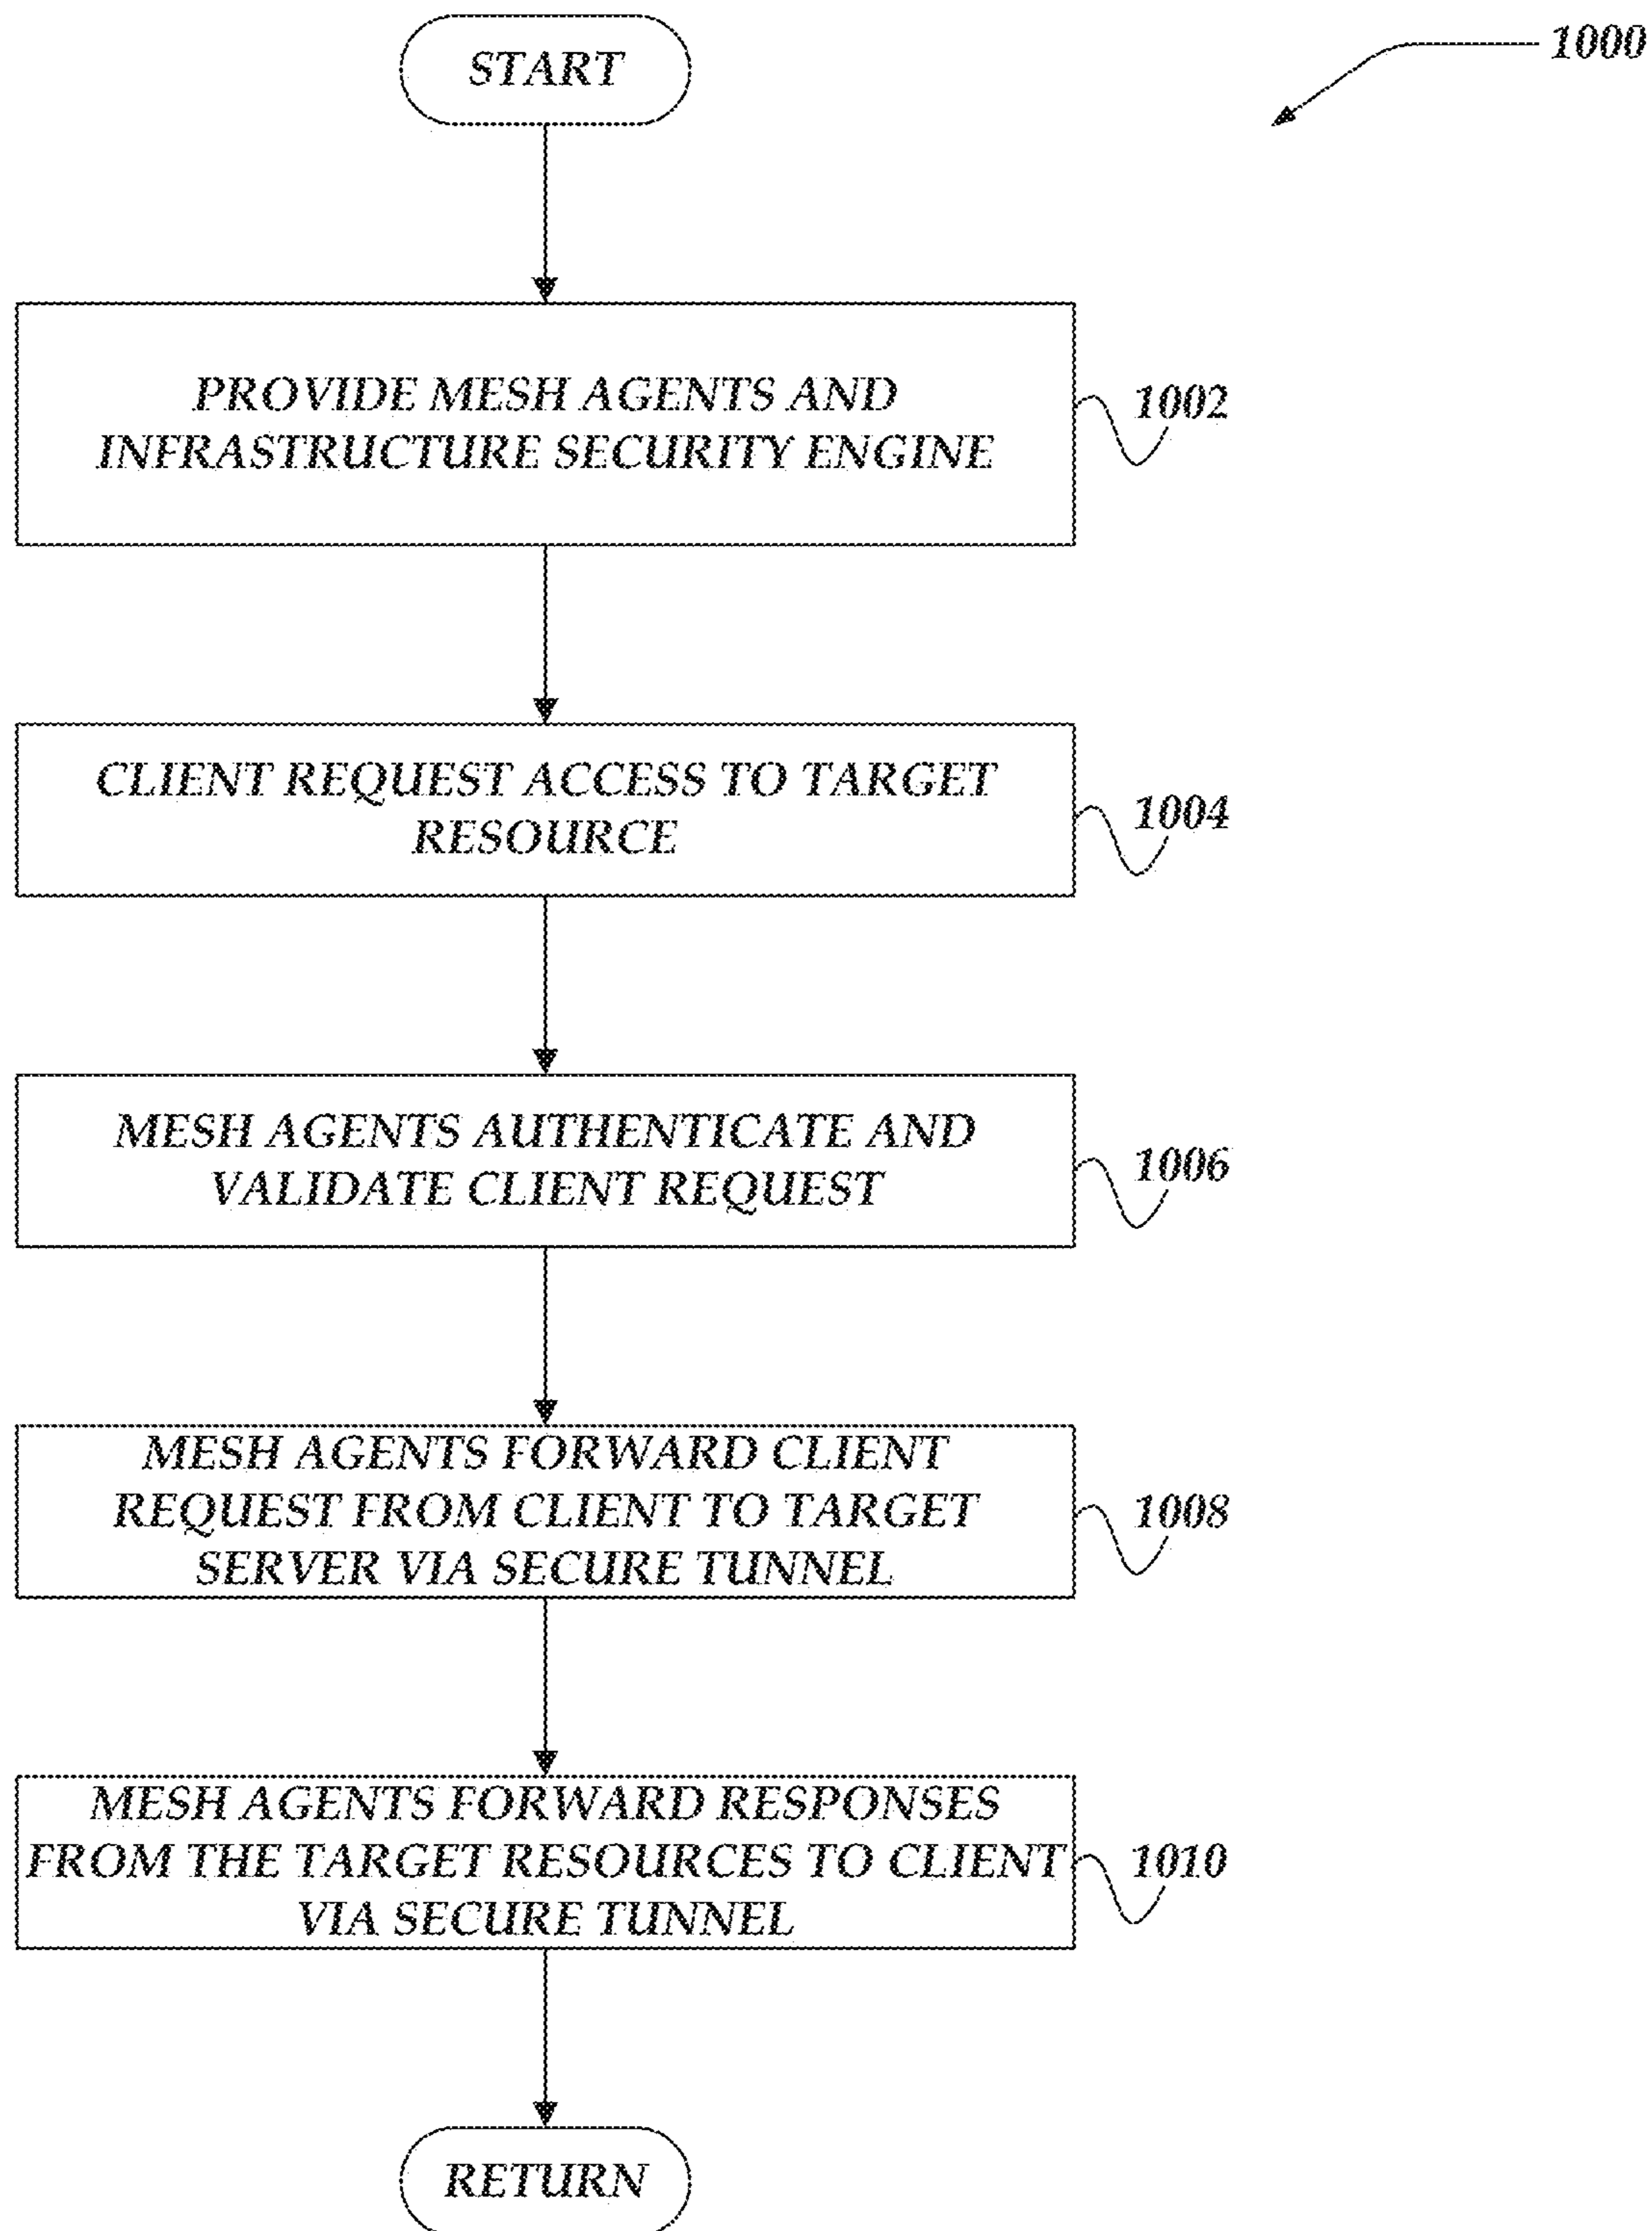 START
1000
PROVIDE MESH AGENTS AND
INFRASTRUCTURE SECURITY ENGINE
1002
CLIENT REQUEST ACCESS TO TARGET
RESOURCE
1004
MESH AGENTS AUTHENTICATE AND
VALIDATE CLIENT REQUEST
1006
MESH AGENTS FORWARD CLIENT
REQUEST FROM CLIENT TO TARGET
SERVER VIA SECURE TUNNEL
1008
MESH AGENTS FORWARD RESPONSES
FROM THE TARGET RESOURCES TO CLIENT
VIA SECURE TUNNEL
1010
RETURN